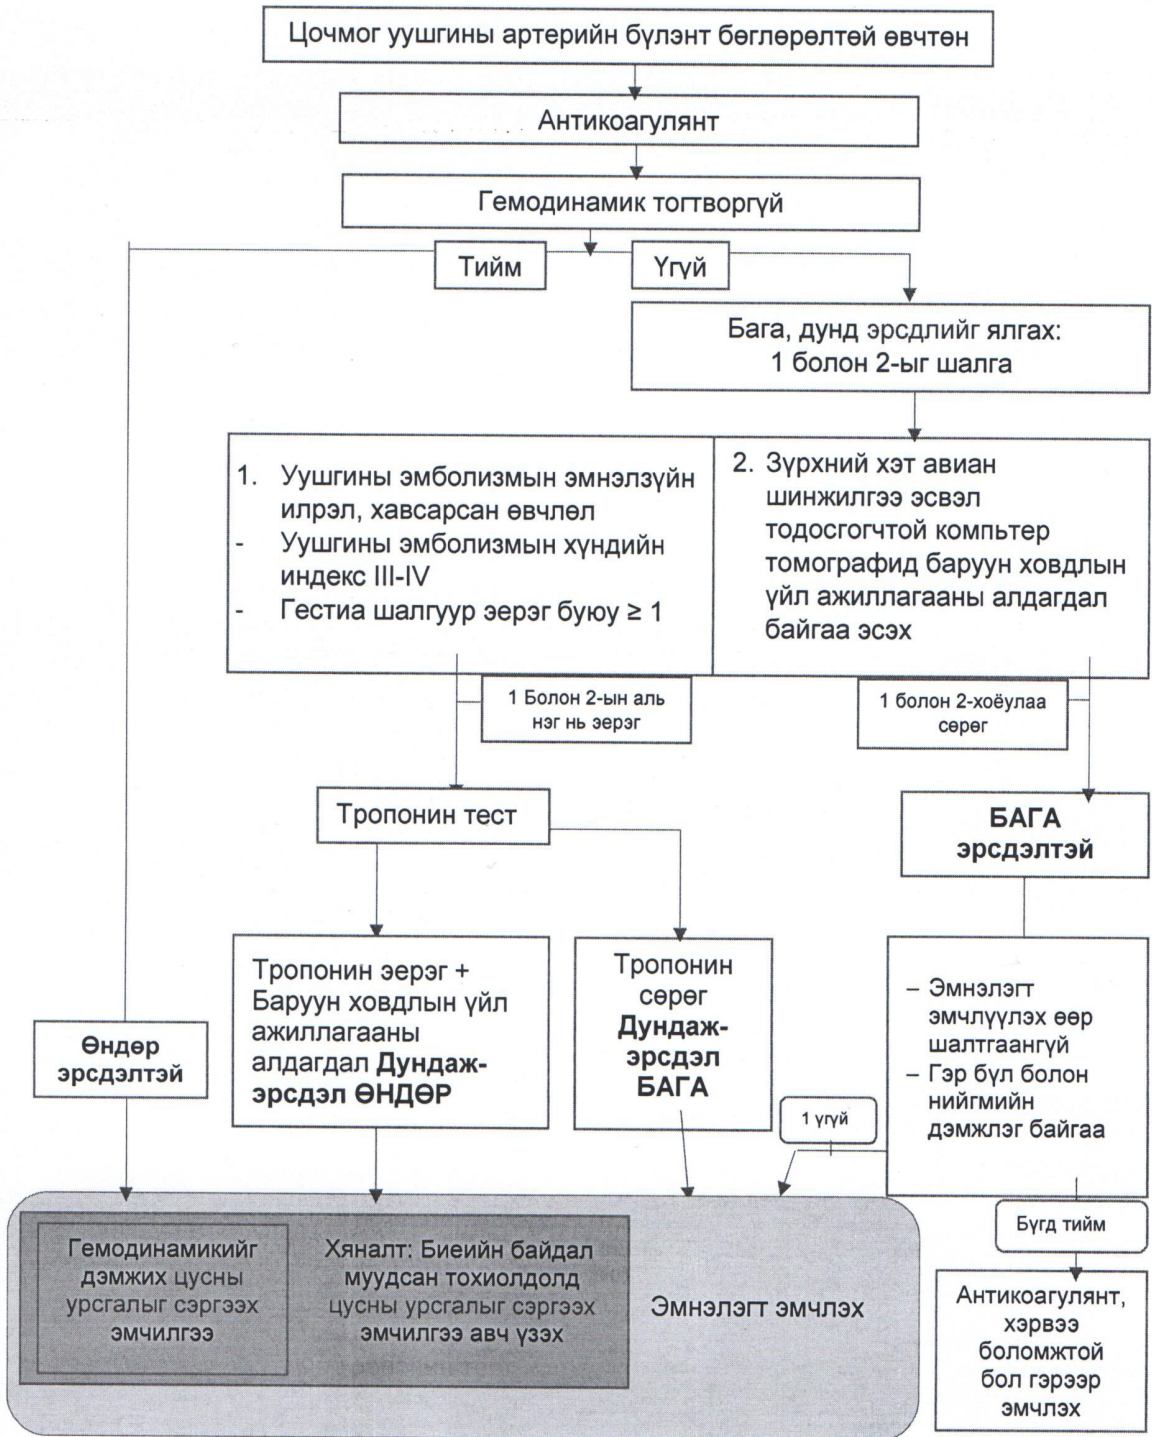 Цочмог уушгины артерийн бүлэнт бөглөрөлтэй өвчтөн
Антикоагулянт
Гемодинамик тогтворгүй
Тийм
Үгүй
Бага, дунд эрсдлийг ялгах:
1 болон 2-ыг шалга
1. Уушгины эмболизмын эмнэлзүйн
илрэл, хавсарсан өвчлөл
- Уушгины эмболизмын хүндийн
индекс III-IV
- Гестиа шалгуур эерэг буюу ≥ 1
2. Зүрхний хэт авиан
шинжилгээ эсвэл
тодосгогчтой компьтер
томографид баруун ховдлын
үйл ажиллагааны алдагдал
байгаа эсэх
1 Болон 2-ын аль
нэг нь эерэг
1 болон 2-хоёулаа
сөрөг
Тропонин тест
БАГА
эрсдэлтэй
Тропонин эерэг +
Баруун ховдлын үйл
ажиллагааны
алдагдал Дундаж-
эрсдэл ӨНДӨР
Тропонин
сөрөг
Дундаж-
эрсдэл
БАГА
– Эмнэлэгт
эмчлүүлэх өөр
шалтгаангүй
– Гэр бүл болон
нийгмийн
дэмжлэг байгаа
Өндөр
эрсдэлтэй
1 үгүй
Бүгд тийм
Гемодинамикийг
дэмжих цусны
урсгалыг сэргээх
эмчилгээ
Хяналт: Биеийн байдал
муудсан тохиолдолд
цусны урсгалыг сэргээх
эмчилгээ авч үзэх
Эмнэлэгт эмчлэх
Антикоагулянт,
хэрвээ
боломжтой
бол гэрээр
эмчлэх